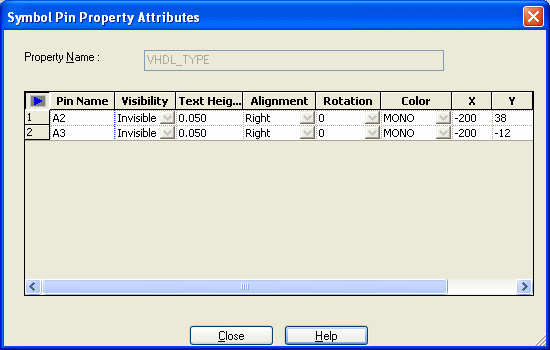 Symbol Pin Property Attributes
Property Name : VHDL_TYPE
Pin Name Visibility Text Heig... Alignment Rotation Color X Y
1 A2 Invisible 0.050 Right 0 MONO -200 38
2 A3 Invisible 0.050 Right 0 MONO -200 -12
Close Help